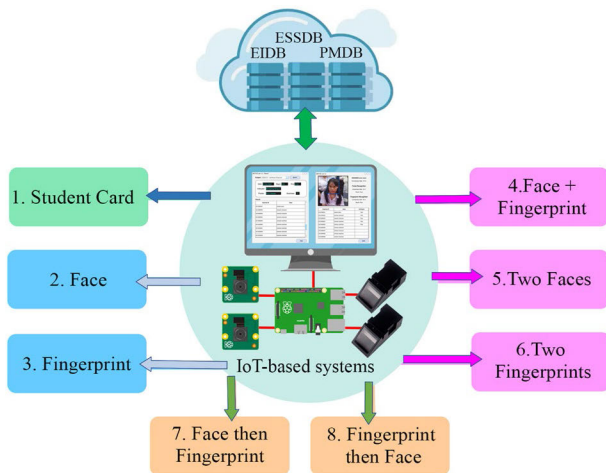 ESSDB
EIDB
PMDB
1. Student Card
2. Face
3. Fingerprint
4.Face +
Fingerprint
5.Two Faces
6.Two
Fingerprints
IoT-based systems
7. Face then
Fingerprint
8. Fingerprint
then Face